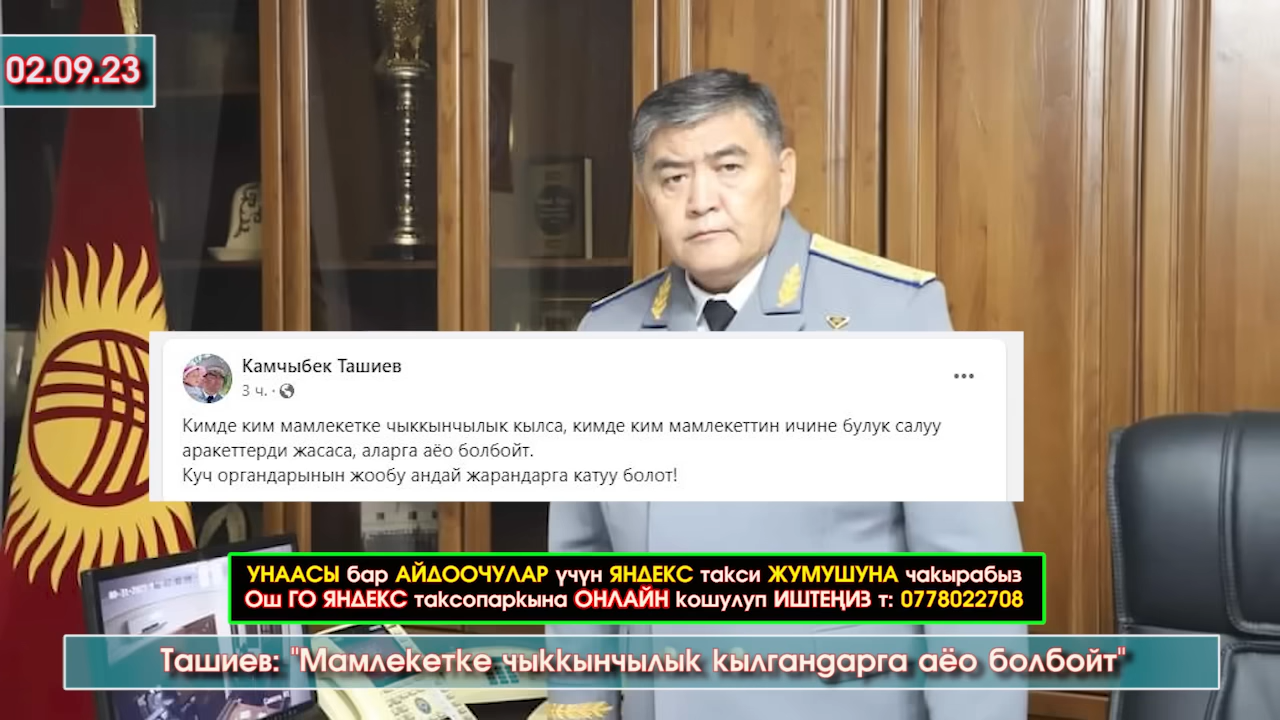 02.09.23
Камчыбек Ташиев
3 ч. ·
Кимде ким мамлекетке чыккынчылык кылса, кимде ким мамлекеттин ичине булук салуу
аракеттерди жасаса, аларга аёо болбойт.
Куч органдарынын жообу андай жарандарга катуу болот!
УНААСЫ бар АЙДООЧУЛАР үчүн ЯНДЕКС такси ЖУМУШУНА чакырабыз
Ош ГО ЯНДЕКС таксопаркына ОНЛАЙН кошулуп ИШТЕҢИЗ т: 0778022708
Ташиев: "Мамлекетке чыккынчылык кылгандарга аёо болбойт"